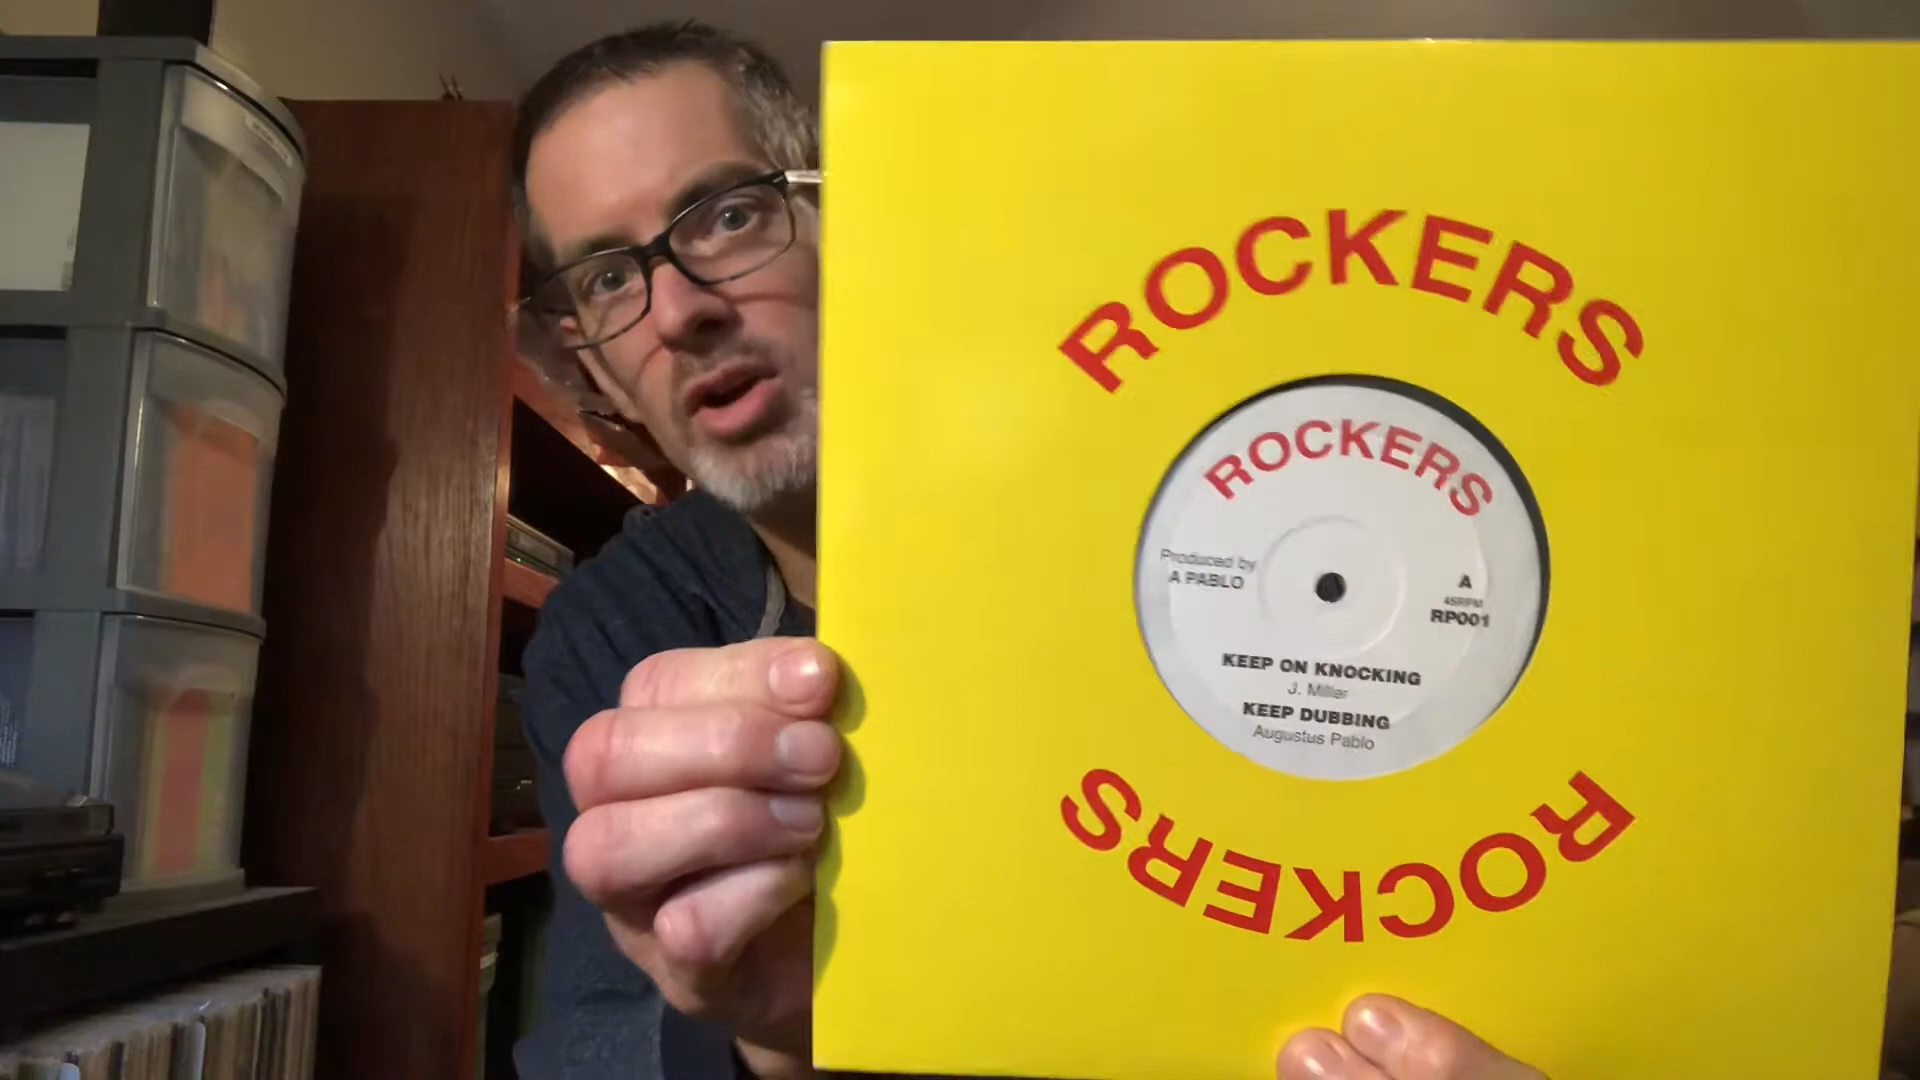 ROCKERS
ROCKERS
Produced by
A PABLO
A
45RPM
RP001
KEEP ON KNOCKING
J. Miller
KEEP DUBBING
Augustus Pablo
ROCKERS